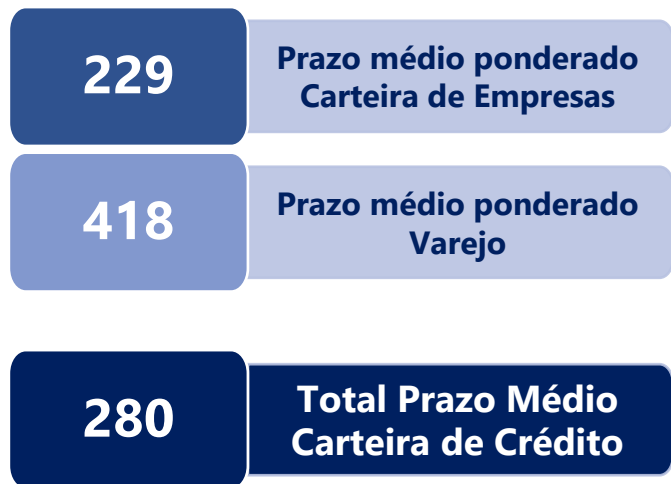 229
Prazo médio ponderado
Carteira de Empresas
418
Prazo médio ponderado
Varejo
280
Total Prazo Médio
Carteira de Crédito